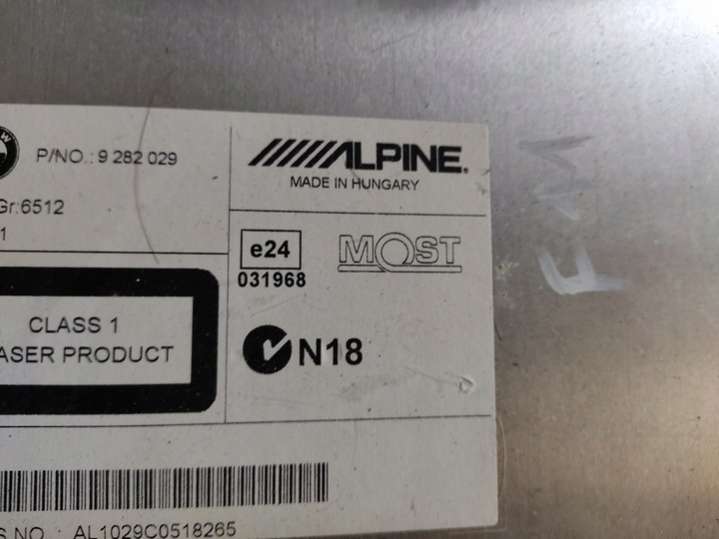 P/NO.: 9 282 029
Gr:6512
1
ALPINE
MADE IN HUNGARY
e24
031968
MOST
N18
CLASS 1
ASER PRODUCT
S NO.: AL1029C0518265